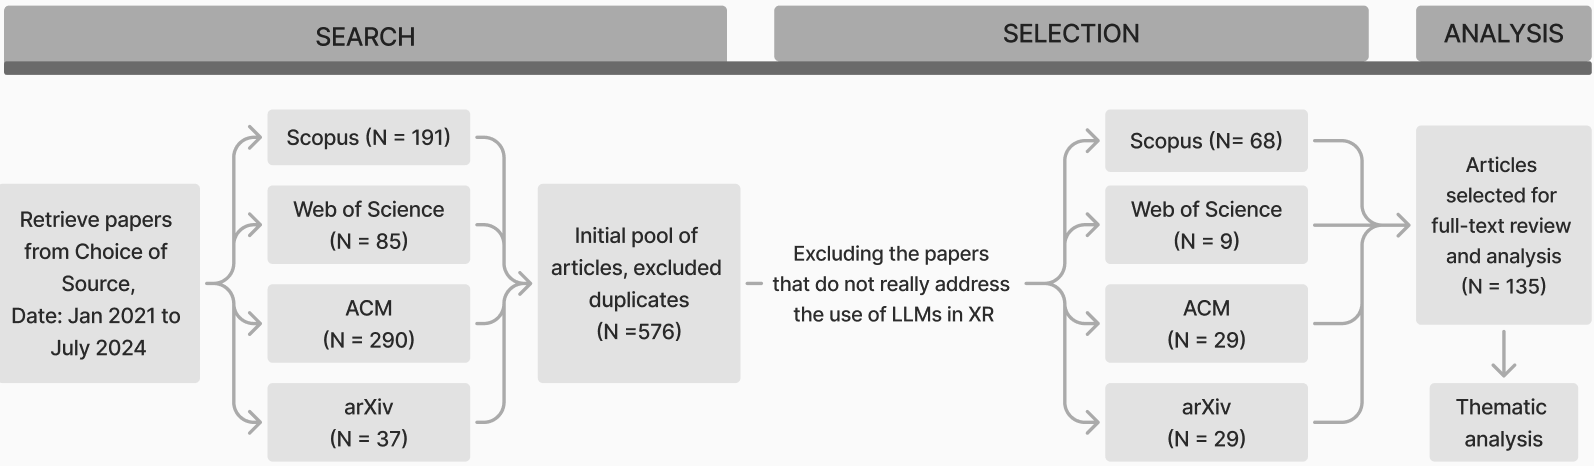 SEARCH
SELECTION
ANALYSIS
Retrieve papers
from Choice of
Source,
Date: Jan 2021 to
July 2024
Scopus (N = 191)
Web of Science
(N = 85)
ACM
(N = 290)
arXiv
(N = 37)
Initial pool of
articles, excluded
duplicates
(N =576)
Excluding the papers
that do not really address
the use of LLMs in XR
Scopus (N= 68)
Web of Science
(N = 9)
ACM
(N = 29)
arXiv
(N = 29)
Articles
selected for
full-text review
and analysis
(N = 135)
Thematic
analysis